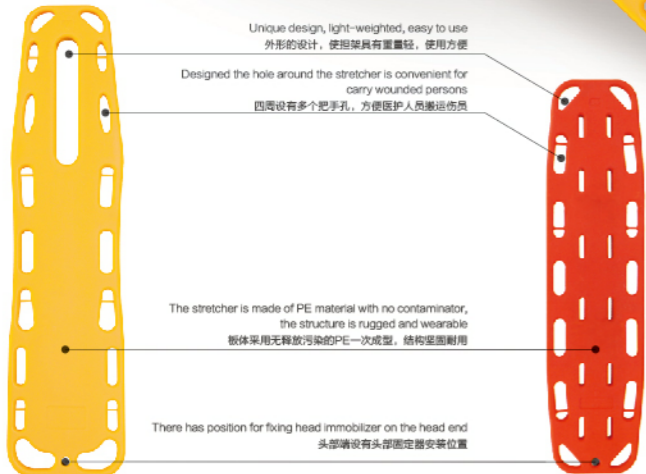 Unique design, light-weighted, easy to use
外形的设计，使担架具有重量轻，使用方便
Designed the hole around the stretcher is convenient for
carry wounded persons
四周设有多个把手孔，方便医护人员搬运伤员
The stretcher is made of PE material with no contaminator,
the structure is rugged and wearable
板体采用无释放污染的PE一次成型，结构坚固耐用
There has position for fixing head immobilizer on the head end
头部端设有头部固定器安装位置